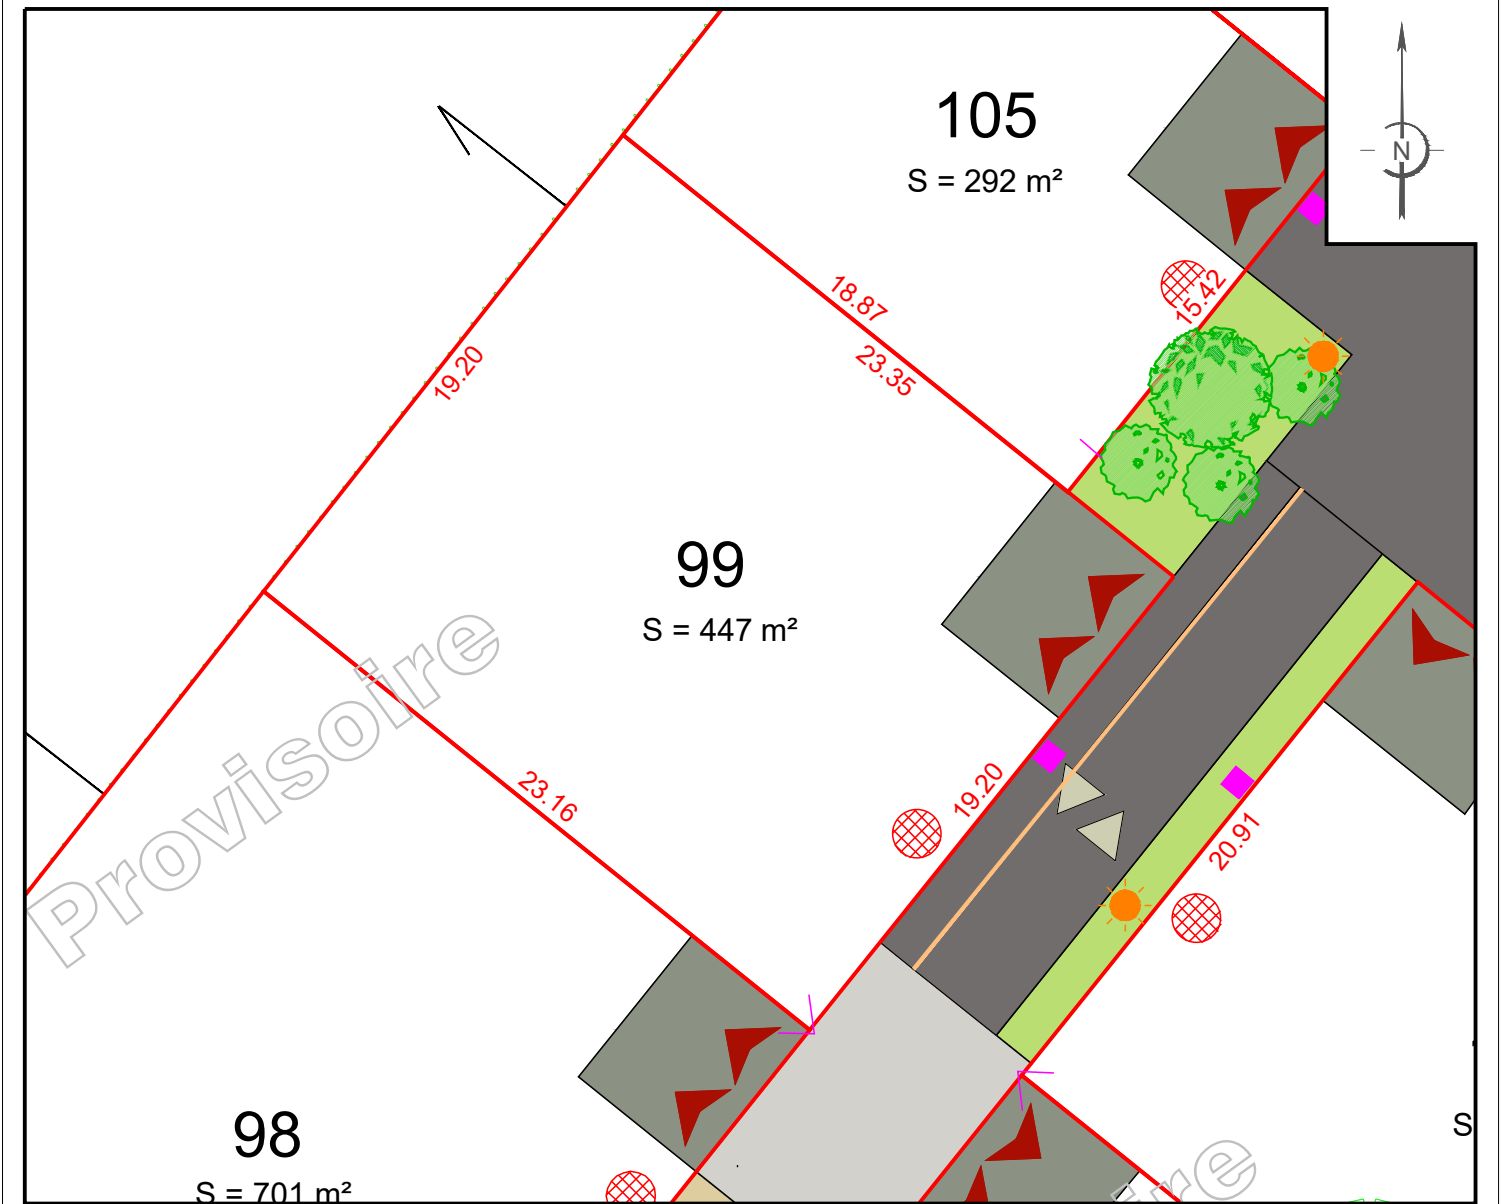 105
S = 292 m²
N
15.42
18.87
23.35
19.20
99
S = 447 m²
Provisoire
23.16
19.20
20.91
98
S = 701 m²
S
ire